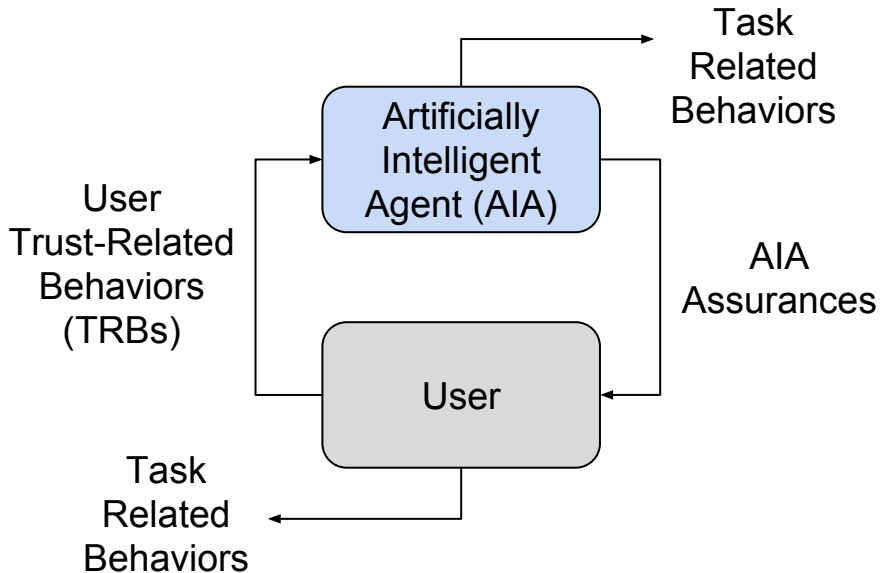 Task
Related
Behaviors
Artificially
Intelligent
Agent (AIA)
User
Trust-Related
Behaviors
(TRBs)
AIA
Assurances
User
Task
Related
Behaviors